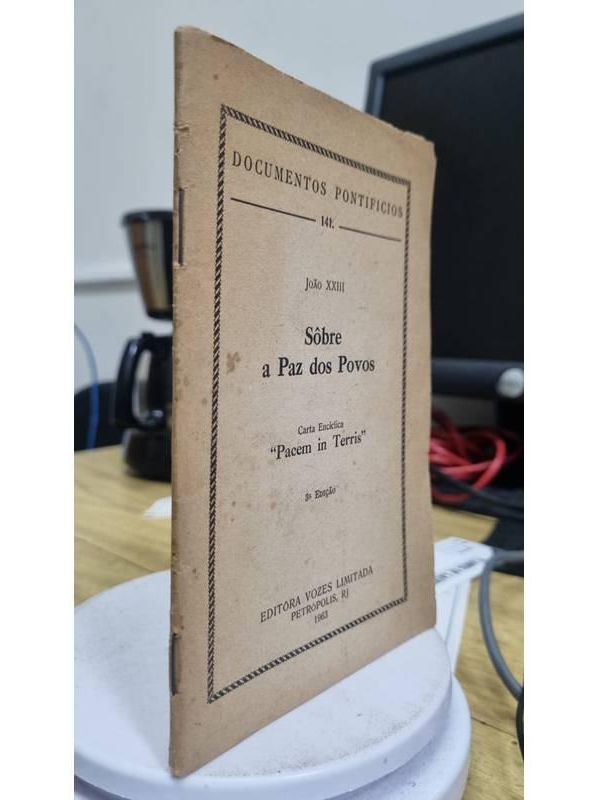 DOCUMENTOS PONTIFICIOS
141.
JOÃO XXIII
Sôbre
a Paz dos Povos
Carta Encíclica
"Pacem in Terris"
3ª Edição
EDITÔRA VOZES LIMITADA
PETRÓPOLIS, RJ
1963